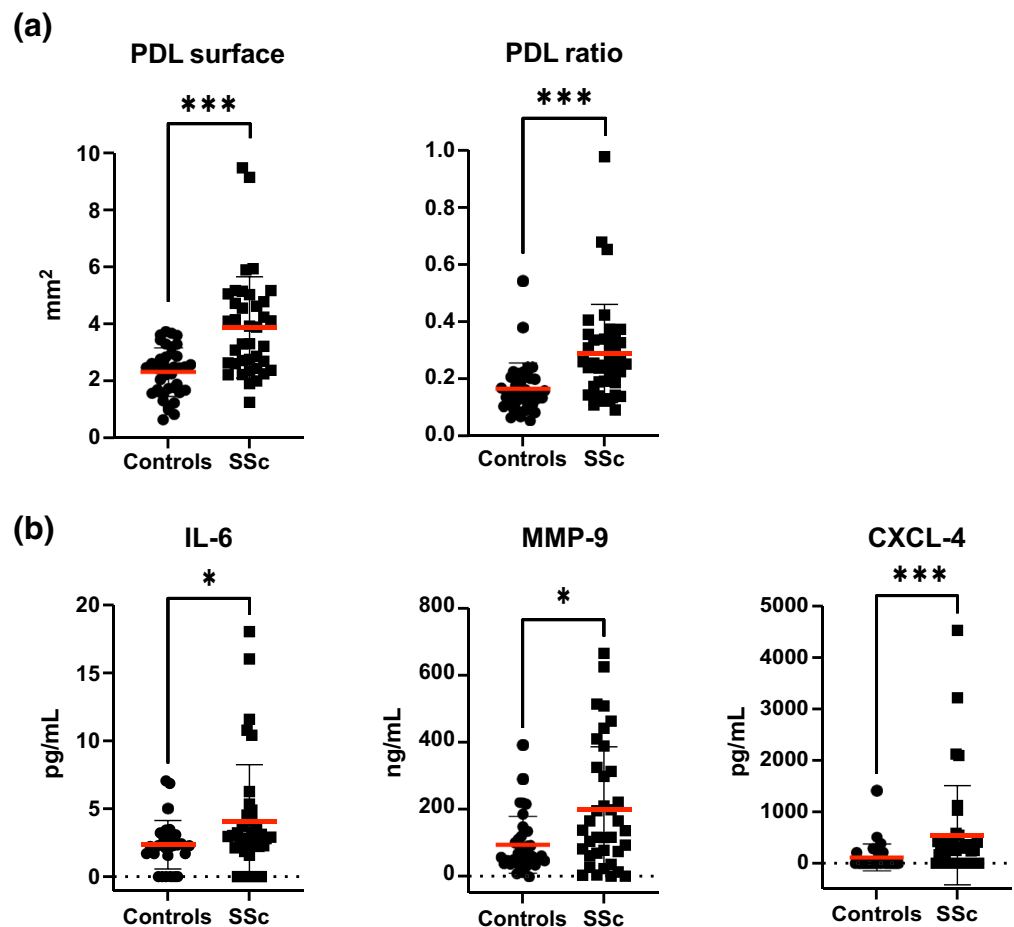 (a)
PDL surface
PDL ratio
***
***
mm²
10
8
6
4
2
0
Controls SSc
1.0
0.8
0.6
0.4
0.2
0.0
Controls SSc
(b)
IL-6
MMP-9
CXCL-4
*
*
***
pg/mL
20
15
10
5
0
Controls SSc
ng/mL
800
600
400
200
0
Controls SSc
pg/mL
5000
4000
3000
2000
1000
0
Controls SSc